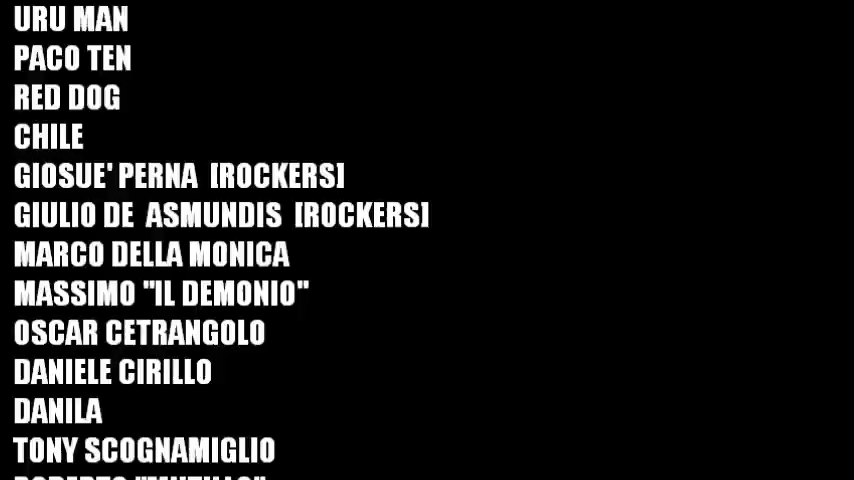 URU MAN
PACO TEN
RED DOG
CHILE
GIOSUE' PERNA [ROCKERS]
GIULIO DE ASMUNDIS [ROCKERS]
MARCO DELLA MONICA
MASSIMO "IL DEMONIO"
OSCAR CETRANGOLO
DANIELE CIRILLO
DANILA
TONY SCOGNAMIGLIO